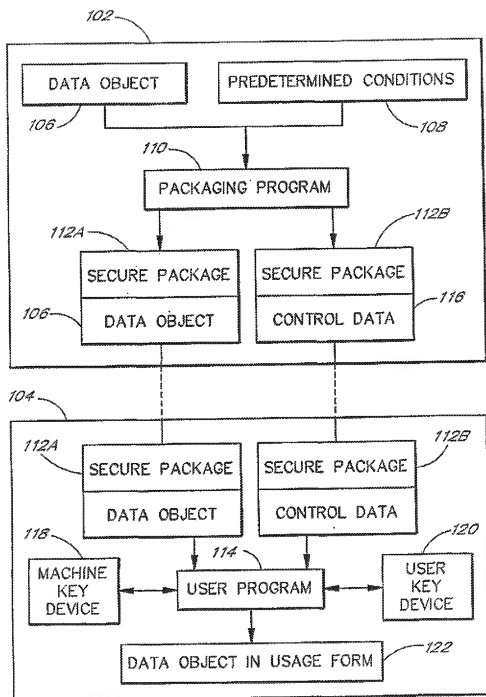 102
DATA OBJECT
PREDETERMINED CONDITIONS
106
108
110
PACKAGING PROGRAM
112A
112B
SECURE PACKAGE
SECURE PACKAGE
106
DATA OBJECT
CONTROL DATA
116
104
112A
112B
SECURE PACKAGE
SECURE PACKAGE
DATA OBJECT
CONTROL DATA
118
114
120
MACHINE
KEY
DEVICE
USER PROGRAM
USER
KEY
DEVICE
DATA OBJECT IN USAGE FORM
122